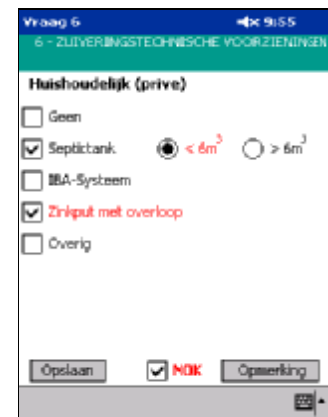 Vraag 6 9:55
6 - ZUIVERINGSTECHNISCHE VOORZIENINGEN
Huishoudelijk (prive)
Geen
Septictank < 6m³ > 6m³
IBA-Systeem
Zinkput met overloop
Overig
Opslaan NOK Opmerking